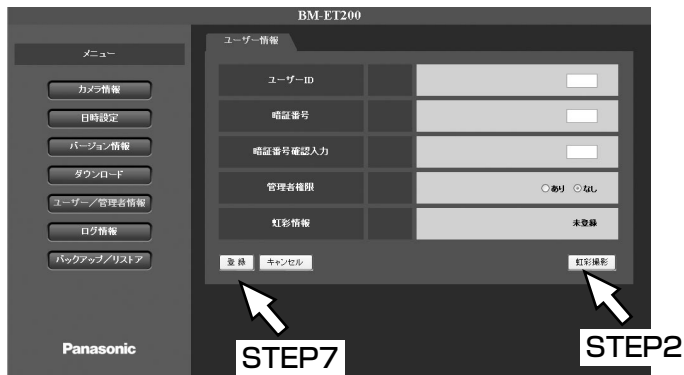 BM-ET200
メニュー
カメラ情報
日時設定
バージョン情報
ダウンロード
ユーザー／管理者情報
ログ情報
バックアップ／リストア
Panasonic
ユーザー情報
ユーザーID
暗証番号
暗証番号確認入力
管理者権限
あり なし
虹彩情報
未登録
登録 キャンセル 虹彩撮影
STEP7
STEP2